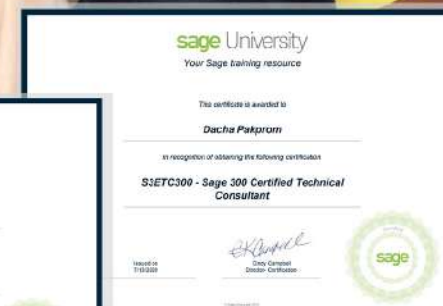 sage University
Your Sage training resource
This certificate is awarded to
Dacha Pakprom
in recognition of obtaining the following certification
S3ETC300 - Sage 300 Certified Technical
Consultant
Issued on
Cindy Campbell
Director- Certification
sage